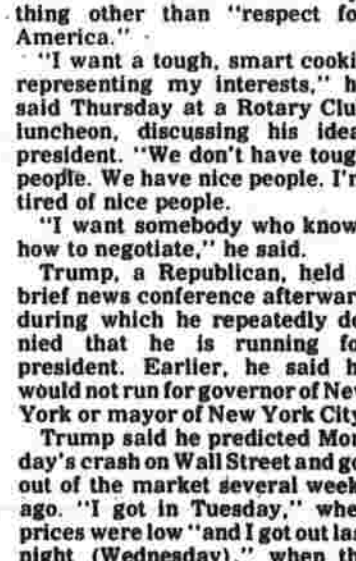 thing other than "respect fo
America."
"I want a tough, smart cooki
representing my interests," h
said Thursday at a Rotary Clu
luncheon, discussing his idea
president. "We don't have toug
people. We have nice people. I'm
tired of nice people.
"I want somebody who know
how to negotiate," he said.
Trump, a Republican, held
brief news conference afterwar
during which he repeatedly de
nied that he is running fo
president. Earlier, he said h
would not run for governor of New
York or mayor of New York City
Trump said he predicted Mon
day's crash on Wall Street and go
out of the market several week
ago. "I got in Tuesday," whe
prices were low "and I got out las
night (Wednesday)," when th